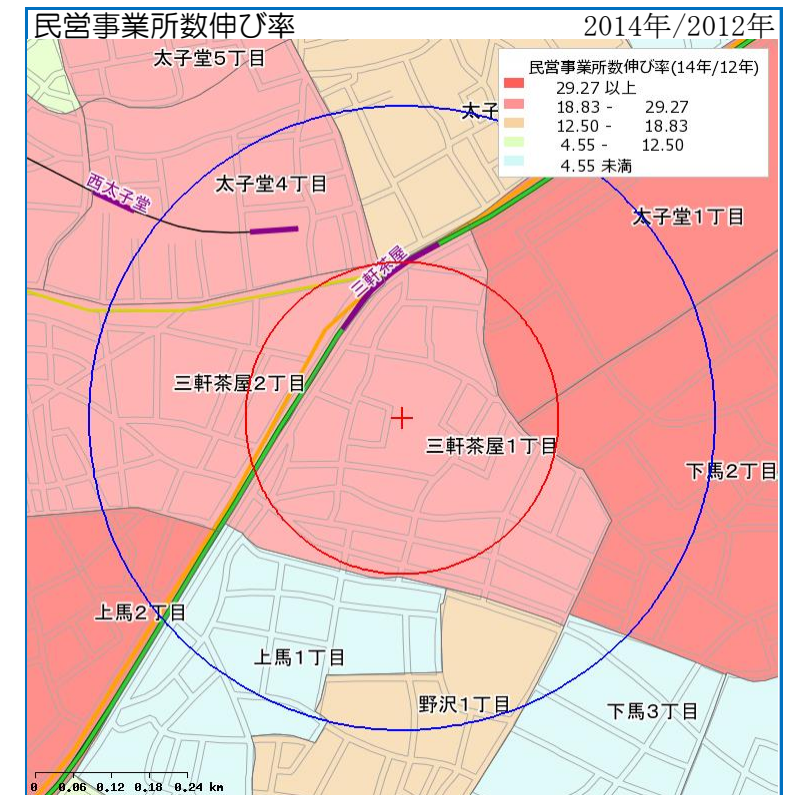 民営事業所数伸び率
2014年/2012年
太子堂5丁目
民営事業所数伸び率(14年/12年)
29.27 以上
18.83 - 29.27
12.50 - 18.83
4.55 - 12.50
4.55 未満
太子
西太子堂
太子堂4丁目
太子堂1丁目
三軒茶屋
三軒茶屋2丁目
三軒茶屋1丁目
下馬2丁目
上馬2丁目
上馬1丁目
野沢1丁目
下馬3丁目
0 0.06 0.12 0.18 0.24 km